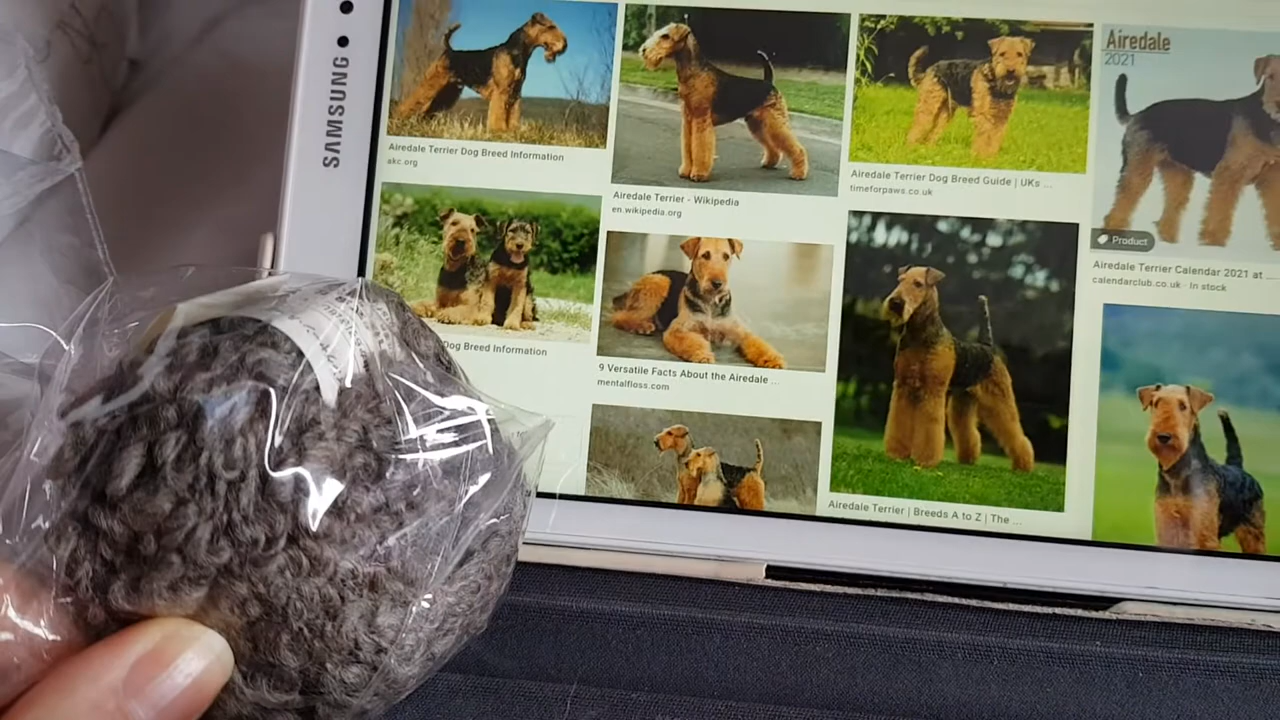 SAMSUNG
Airedale Terrier Dog Breed Information
akc.org
Airedale Terrier - Wikipedia
en.wikipedia.org
Airedale Terrier Dog Breed Guide | UKs ...
timeforpaws.co.uk
Airedale
2021
Product
Airedale Terrier Calendar 2021 at ...
calendarclub.co.uk · In stock
Dog Breed Information
9 Versatile Facts About the Airedale ...
mentalfloss.com
Airedale Terrier | Breeds A to Z | The ...